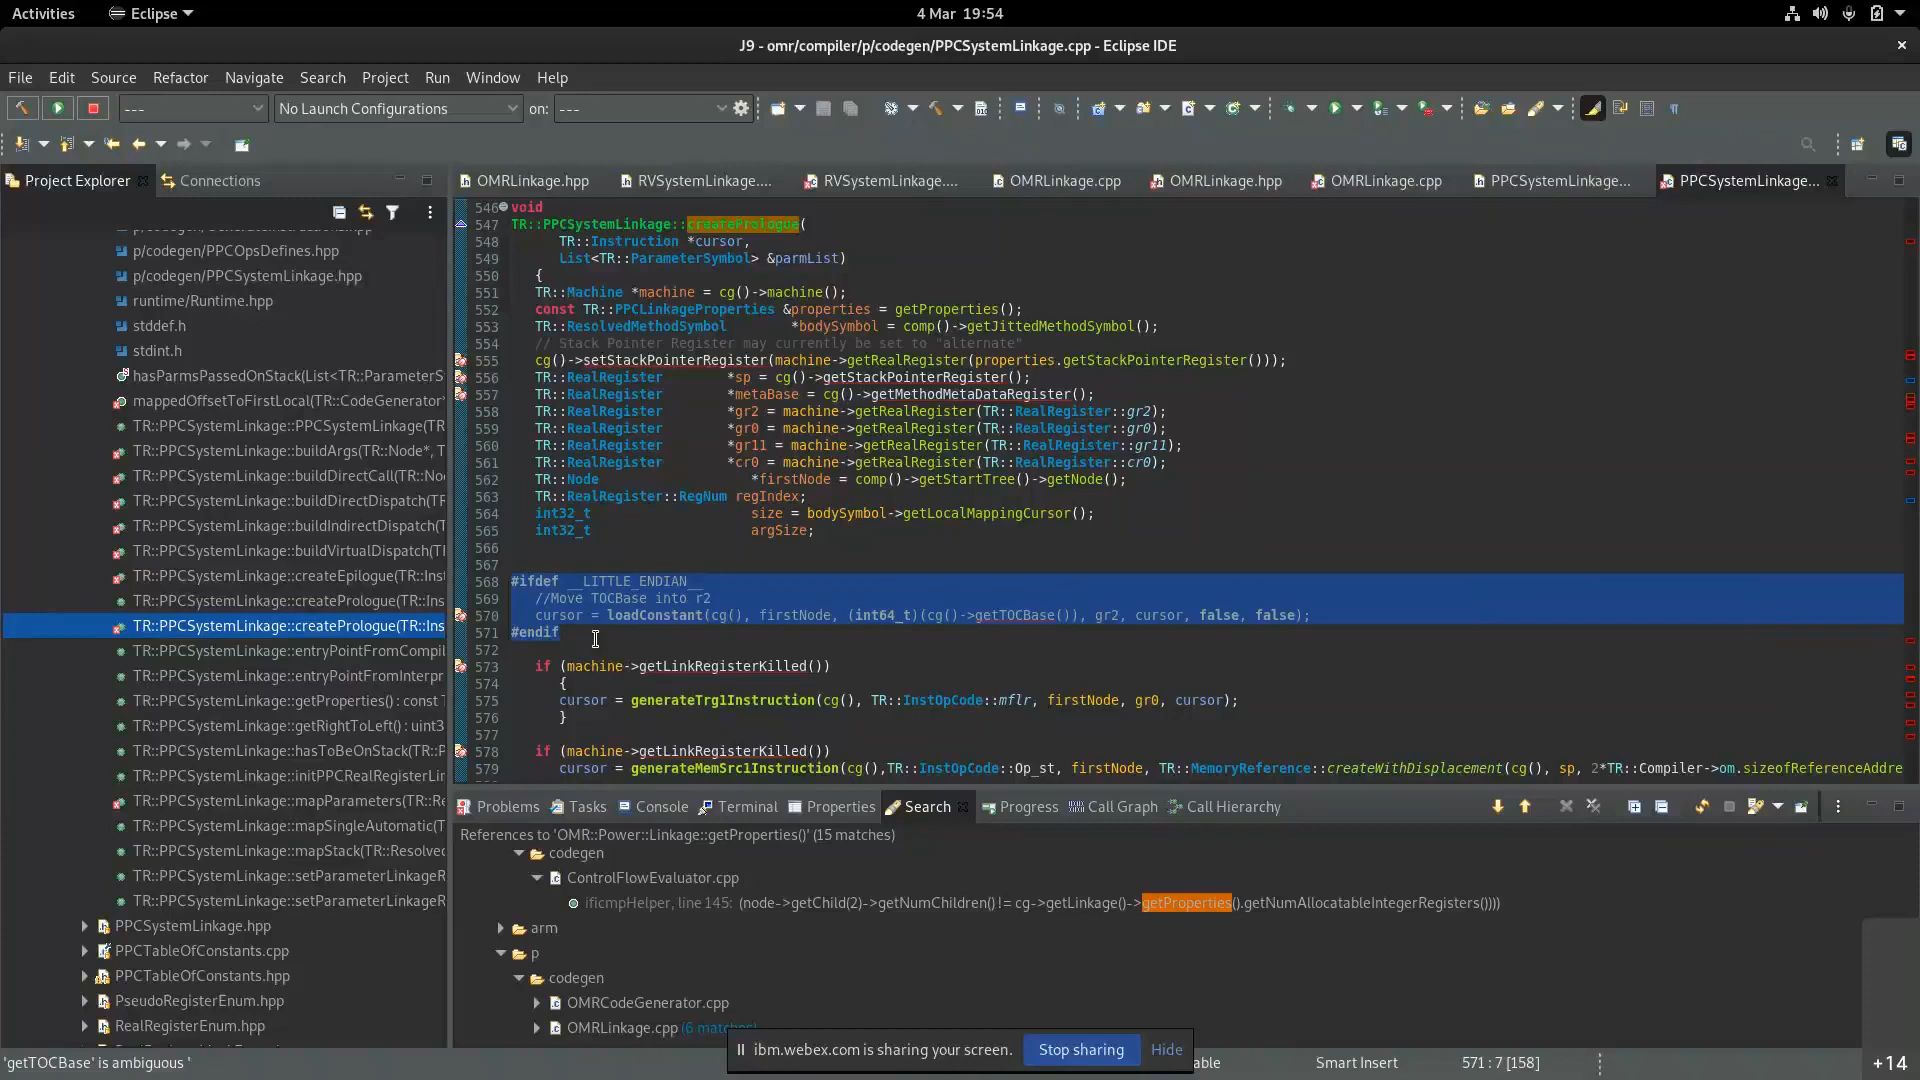 Activities
Eclipse
4 Mar 19:54
J9 - omr/compiler/p/codegen/PPCSystemLinkage.cpp - Eclipse IDE
File Edit Source Refactor Navigate Search Project Run Window Help
--- No Launch Configurations on: ---
Project Explorer Connections
OMRLinkage.hpp RVSystemLinkage.... RVSystemLinkage.... OMRLinkage.cpp OMRLinkage.hpp OMRLinkage.cpp PPCSystemLinkage... PPCSystemLinkage...
p/codegen/PPCOpsDefines.hpp
p/codegen/PPCSystemLinkage.hpp
runtime/Runtime.hpp
stddef.h
stdint.h
hasParmsPassedOnStack(List<TR::ParameterS
mappedOffsetToFirstLocal(TR::CodeGenerator*
TR::PPCSystemLinkage::PPCSystemLinkage(TR
TR::PPCSystemLinkage::buildArgs(TR::Node*, T
TR::PPCSystemLinkage::buildDirectCall(TR::Noc
TR::PPCSystemLinkage::buildDirectDispatch(TR
TR::PPCSystemLinkage::buildIndirectDispatch(T
TR::PPCSystemLinkage::buildVirtualDispatch(TI
TR::PPCSystemLinkage::createEpilogue(TR::Inst
TR::PPCSystemLinkage::createPrologue(TR::Ins
TR::PPCSystemLinkage::createPrologue(TR::Ins
TR::PPCSystemLinkage::entryPointFromCompil
TR::PPCSystemLinkage::entryPointFromInterpr
TR::PPCSystemLinkage::getProperties() : const T
TR::PPCSystemLinkage::getRightToLeft() : uint3
TR::PPCSystemLinkage::hasToBeOnStack(TR::P
TR::PPCSystemLinkage::initPPCRealRegisterLir
TR::PPCSystemLinkage::mapParameters(TR::Re
TR::PPCSystemLinkage::mapSingleAutomatic(T
TR::PPCSystemLinkage::mapStack(TR::Resolvec
TR::PPCSystemLinkage::setParameterLinkageR
TR::PPCSystemLinkage::setParameterLinkageR
PPCSystemLinkage.hpp
PPCTableOfConstants.cpp
PPCTableOfConstants.hpp
PseudoRegisterEnum.hpp
RealRegisterEnum.hpp
546 void
547 TR::PPCSystemLinkage::createPrologue(
548 TR::Instruction *cursor,
549 List<TR::ParameterSymbol> &parmList)
550 {
551 TR::Machine *machine = cg()->machine();
552 const TR::PPCLinkageProperties &properties = getProperties();
553 TR::ResolvedMethodSymbol *bodySymbol = comp()->getJittedMethodSymbol();
554 // Stack Pointer Register may currently be set to "alternate"
555 cg()->setStackPointerRegister(machine->getRealRegister(properties.getStackPointerRegister()));
556 TR::RealRegister *sp = cg()->getStackPointerRegister();
557 TR::RealRegister *metaBase = cg()->getMethodMetaDataRegister();
558 TR::RealRegister *gr2 = machine->getRealRegister(TR::RealRegister::gr2);
559 TR::RealRegister *gr0 = machine->getRealRegister(TR::RealRegister::gr0);
560 TR::RealRegister *gr11 = machine->getRealRegister(TR::RealRegister::gr11);
561 TR::RealRegister *cr0 = machine->getRealRegister(TR::RealRegister::cr0);
562 TR::Node *firstNode = comp()->getStartTree()->getNode();
563 TR::RealRegister::RegNum regIndex;
564 int32_t size = bodySymbol->getLocalMappingCursor();
565 int32_t argSize;
566
567
568 #ifdef __LITTLE_ENDIAN__
569 //Move TOCBase into r2
570 cursor = loadConstant(cg(), firstNode, (int64_t)(cg()->getTOCBase()), gr2, cursor, false, false);
571 #endif
572
573 if (machine->getLinkRegisterKilled())
574 {
575 cursor = generateTrg1Instruction(cg(), TR::InstOpCode::mflr, firstNode, gr0, cursor);
576 }
577
578 if (machine->getLinkRegisterKilled())
579 cursor = generateMemSrc1Instruction(cg(),TR::InstOpCode::Op_st, firstNode, TR::MemoryReference::createWithDisplacement(cg(), sp, 2*TR::Compiler->om.sizeofReferenceAddre
Problems Tasks Console Terminal Properties Search Progress Call Graph Call Hierarchy
References to 'OMR::Power::Linkage::getProperties()' (15 matches)
codegen
ControlFlowEvaluator.cpp
ificmpHelper, line 145: (node->getChild(2)->getNumChildren() != cg->getLinkage()->getProperties().getNumAllocatableIntegerRegisters())))
arm
p
codegen
OMRCodeGenerator.cpp
OMRLinkage.cpp (6 matches)
ibm.webex.com is sharing your screen. Stop sharing Hide
'getTOCBase' is ambiguous '
able
Smart Insert
571 : 7 [158]
+14